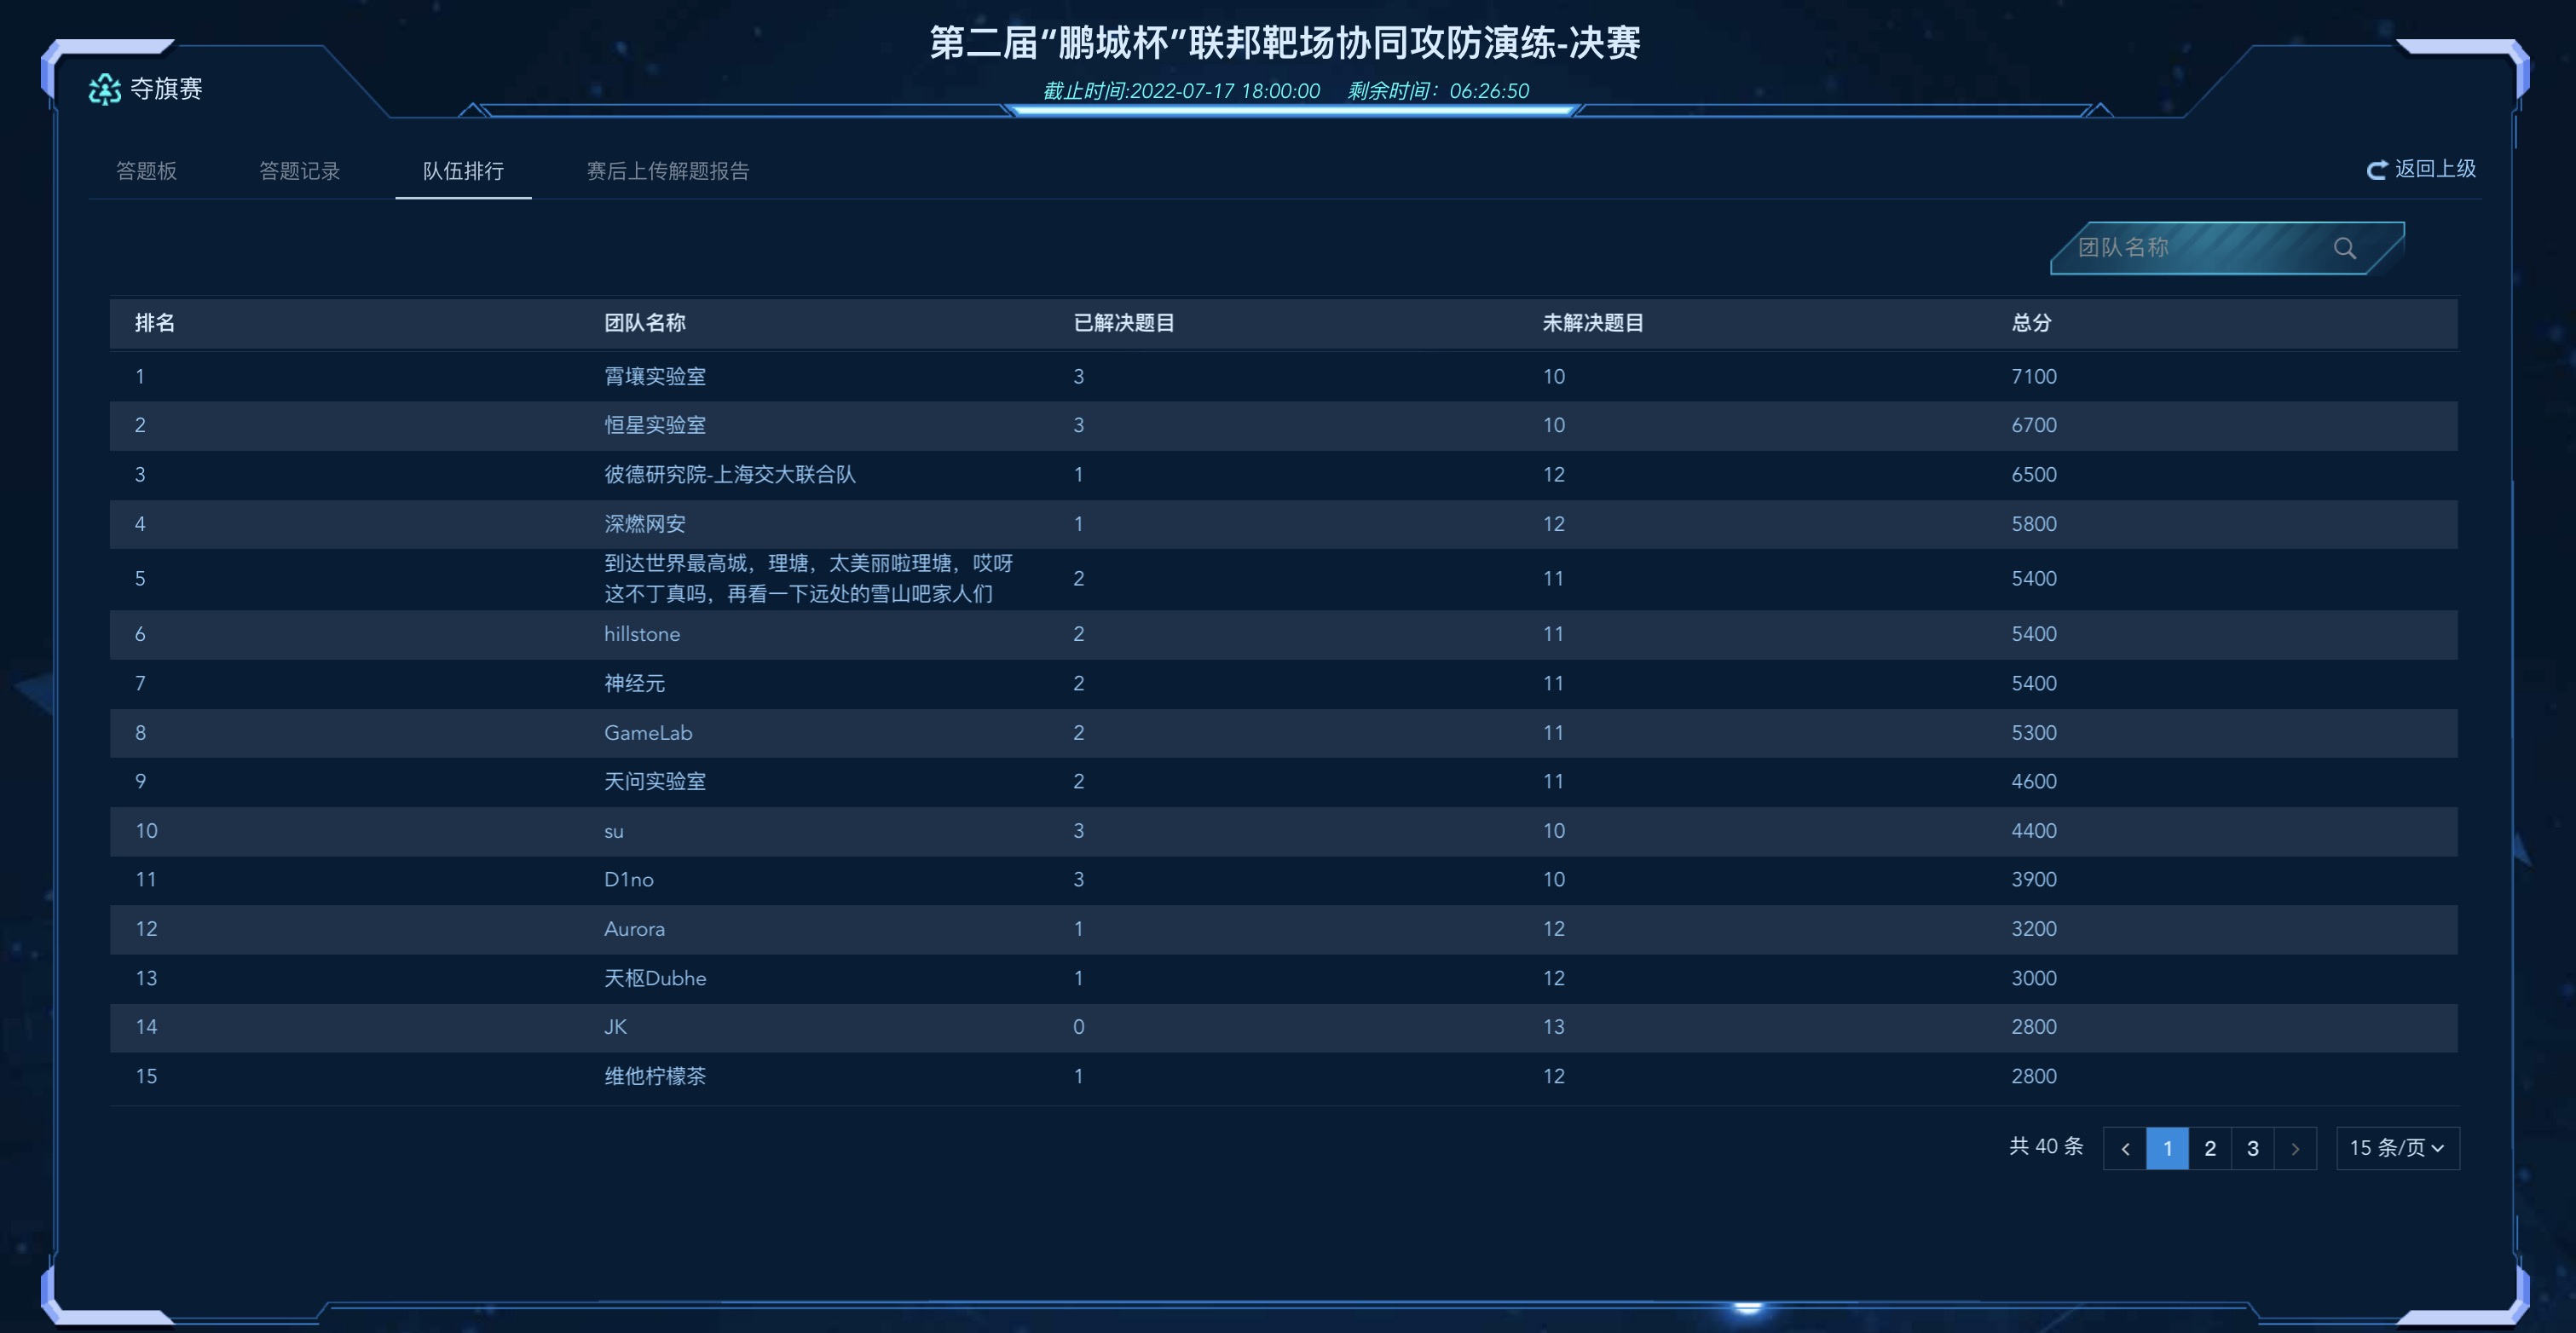 第二届“鹏城杯”联邦靶场协同攻防演练-决赛
截止时间:2022-07-17 18:00:00 剩余时间：06:26:50
夺旗赛
答题板 答题记录 队伍排行 赛后上传解题报告 返回上级
团队名称
排名 团队名称 已解决题目 未解决题目 总分
1 霄壤实验室 3 10 7100
2 恒星实验室 3 10 6700
3 彼德研究院-上海交大联合队 1 12 6500
4 深燃网安 1 12 5800
5 到达世界最高城，理塘，太美丽啦理塘，哎呀
这不丁真吗，再看一下远处的雪山吧家人们 2 11 5400
6 hillstone 2 11 5400
7 神经元 2 11 5400
8 GameLab 2 11 5300
9 天问实验室 2 11 4600
10 su 3 10 4400
11 D1no 3 10 3900
12 Aurora 1 12 3200
13 天枢Dubhe 1 12 3000
14 JK 0 13 2800
15 维他柠檬茶 1 12 2800
共 40 条 < 1 2 3 > 15 条/页